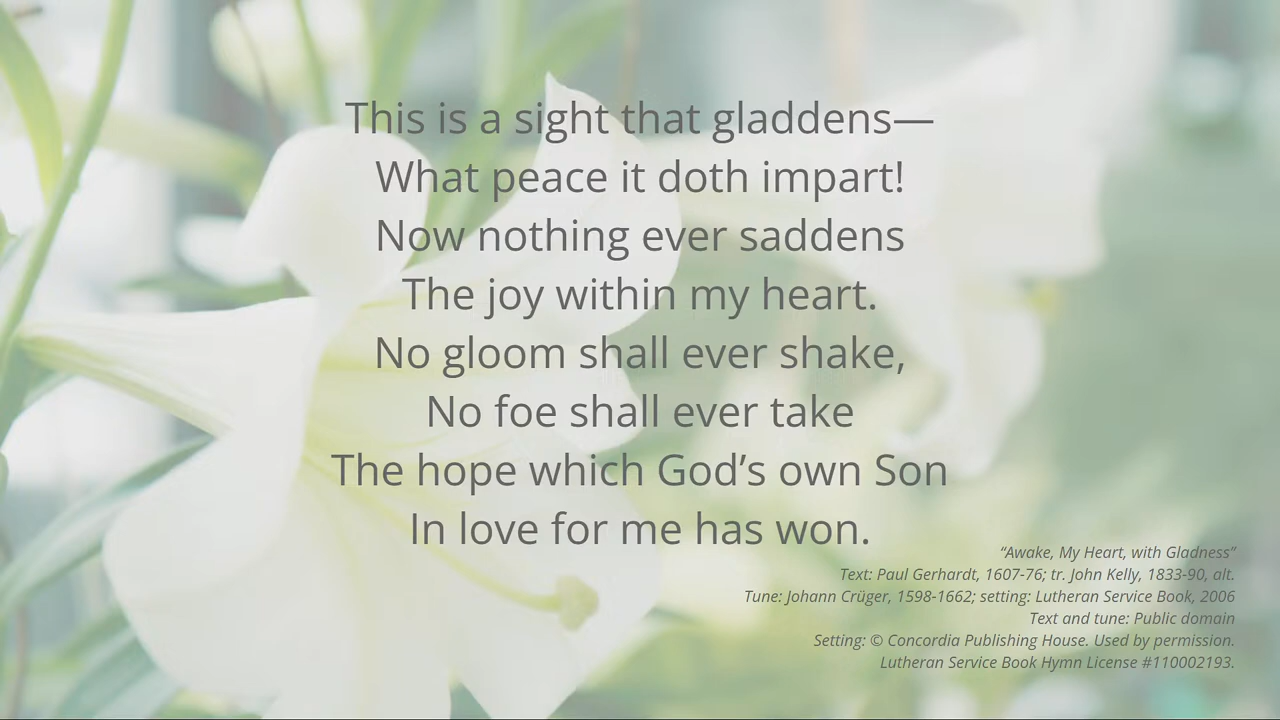 This is a sight that gladdens—
What peace it doth impart!
Now nothing ever saddens
The joy within my heart.
No gloom shall ever shake,
No foe shall ever take
The hope which God’s own Son
In love for me has won.
“Awake, My Heart, with Gladness”
Text: Paul Gerhardt, 1607-76; tr. John Kelly, 1833-90, alt.
Tune: Johann Crüger, 1598-1662; setting: Lutheran Service Book, 2006
Text and tune: Public domain
Setting: © Concordia Publishing House. Used by permission.
Lutheran Service Book Hymn License #110002193.